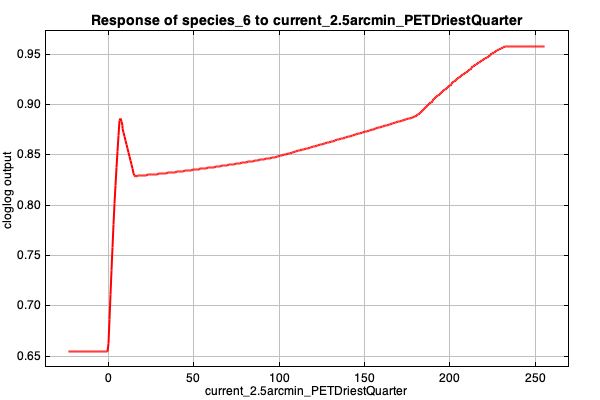 Response of species_6 to current_2.5arcmin_PETDriestQuarter
cloglog output
0.95
0.90
0.85
0.80
0.75
0.70
0.65
0 50 100 150 200 250
current_2.5arcmin_PETDriestQuarter